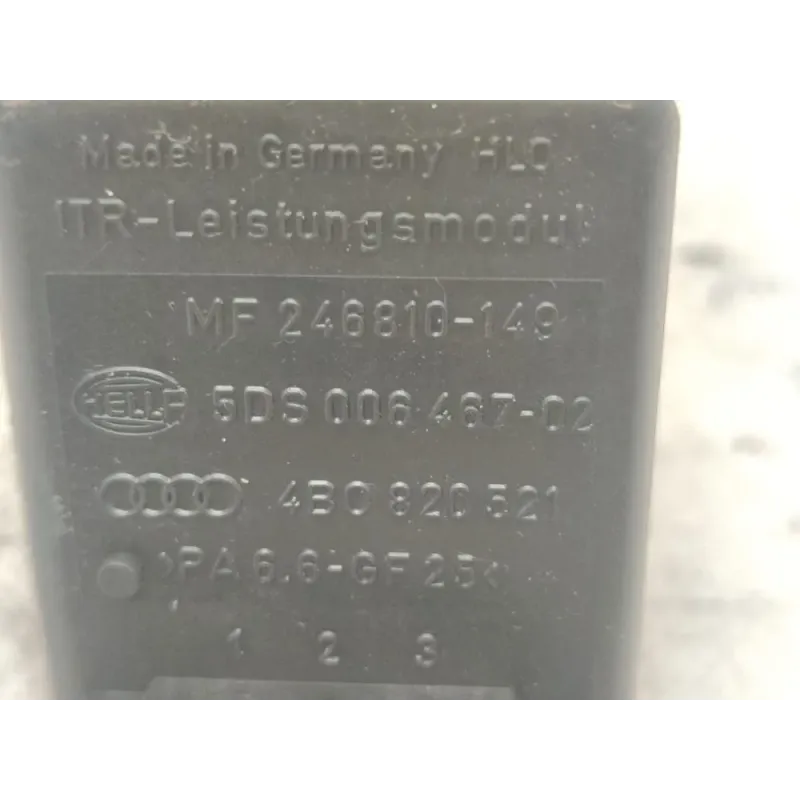 Made in Germany HLO
ITR-Leistungsmodul
MF 246810-149
HELLA 5DS 006 467-02
4B0 820 521
>PA 6.6-GF 25<
1 2 3